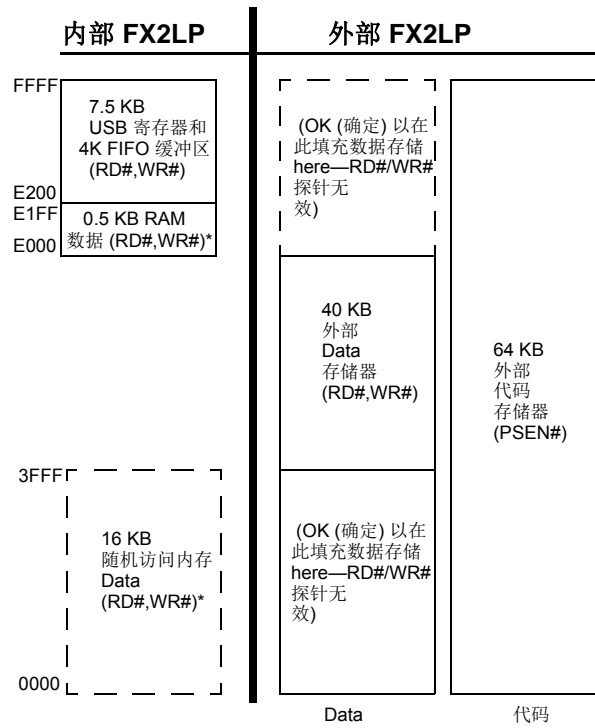 内部 FX2LP
外部 FX2LP
FFFF
7.5 KB
USB 寄存器和
4K FIFO 缓冲区
(RD#,WR#)
E200
E1FF
0.5 KB RAM
数据 (RD#,WR#)*
E000
(OK (确定) 以在
此填充数据存储
here—RD#/WR#
探针无
效)
40 KB
外部
Data
存储器
(RD#,WR#)
64 KB
外部
代码
存储器
(PSEN#)
3FFF
16 KB
随机访问内存
Data
(RD#,WR#)*
(OK (确定) 以在
此填充数据存储
here—RD#/WR#
探针无
效)
0000
Data
代码